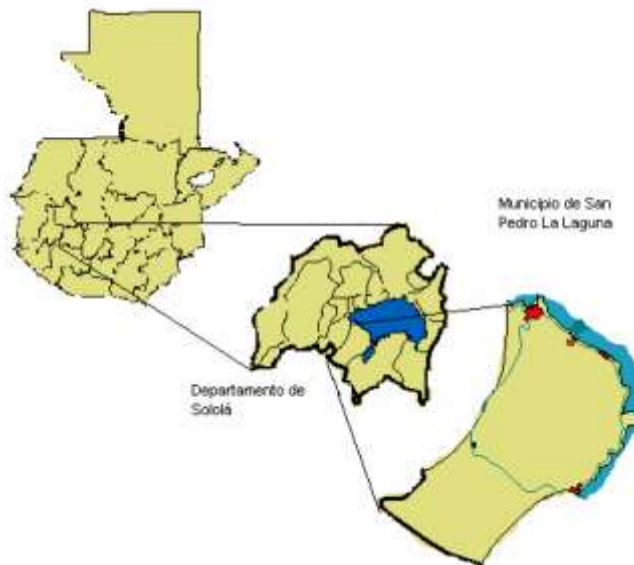 Municipio de San
Pedro La Laguna
Departamento de
Sololá